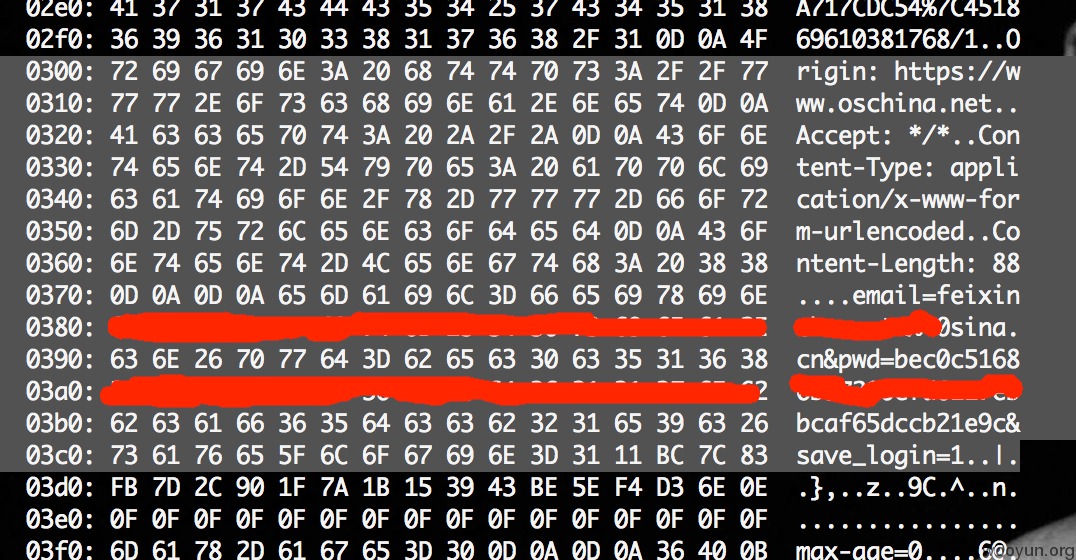 02e0: 41 37 31 37 43 44 43 35 34 25 37 43 34 35 31 38 A717CDC54%7C4518
02f0: 36 39 36 31 30 33 38 31 37 36 38 2F 31 0D 0A 4F 69610381768/1..O
0300: 72 69 67 69 6E 3A 20 68 74 74 70 73 3A 2F 2F 77 rigin: https://w
0310: 77 77 2E 6F 73 63 68 69 6E 61 2E 6E 65 74 0D 0A ww.oschina.net..
0320: 41 63 63 65 70 74 3A 20 2A 2F 2A 0D 0A 43 6F 6E Accept: */*..Con
0330: 74 65 6E 74 2D 54 79 70 65 3A 20 61 70 70 6C 69 tent-Type: appli
0340: 63 61 74 69 6F 6E 2F 78 2D 77 77 77 2D 66 6F 72 cation/x-www-for
0350: 6D 2D 75 72 6C 65 6E 63 6F 64 65 64 0D 0A 43 6F m-urlencoded..Co
0360: 6E 74 65 6E 74 2D 4C 65 6E 67 74 68 3A 20 38 38 ntent-Length: 88
0370: 0D 0A 0D 0A 65 6D 61 69 6C 3D 66 65 69 78 69 6E ....email=feixin
0380: 0sina.
0390: 63 6E 26 70 77 64 3D 62 65 63 30 63 35 31 36 38 cn&pwd=bec0c5168
03a0:
03b0: 62 63 61 66 36 35 64 63 63 62 32 31 65 39 63 26 bcaf65dccb21e9c&
03c0: 73 61 76 65 5F 6C 6F 67 69 6E 3D 31 11 BC 7C 83 save_login=1..|.
03d0: FB 7D 2C 90 1F 7A 1B 15 39 43 BE 5E F4 D3 6E 0E .},..z..9C.^..n.
03e0: 0F 0F 0F 0F 0F 0F 0F 0F 0F 0F 0F 0F 0F 0F 0F 0F ................
03f0: 6D 61 78 2D 61 67 65 3D 30 0D 0A 0D 0A 36 40 0B max-age=0....6@.
oyun.org